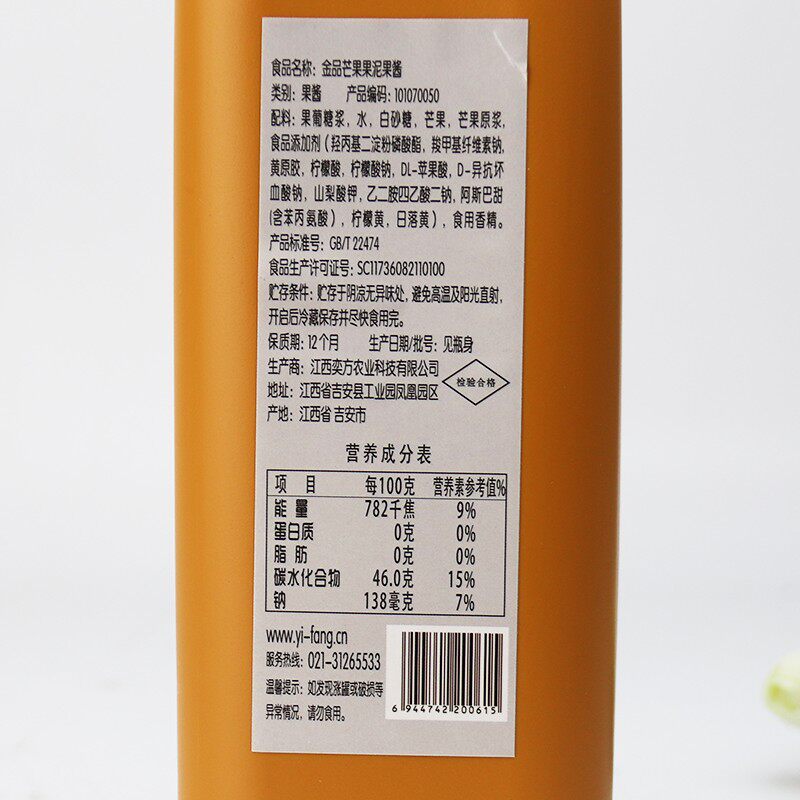 食品名称：金品芒果果泥果酱
类别：果酱 产品编码：101070050
配料：果葡糖浆，水，白砂糖，芒果，芒果原浆，
食品添加剂（羟丙基二淀粉磷酸酯，羧甲基纤维素钠，
黄原胶，柠檬酸，柠檬酸钠，DL-苹果酸，D-异抗坏
血酸钠，山梨酸钾，乙二胺四乙酸二钠，阿斯巴甜
(含苯丙氨酸），柠檬黄，日落黄），食用香精。
产品标准号：GB/T 22474
食品生产许可证号：SC11736082110100
贮存条件：贮存于阴凉无异味处，避免高温及阳光直射，
开启后冷藏保存并尽快食用完。
保质期：12个月 生产日期/批号：见瓶身
生产商：江西奕方农业科技有限公司
地址：江西省吉安县工业园凤凰园区
检验合格
产地：江西省 吉安市
营养成分表
项 目 每100克 营养素参考值%
能 量 782千焦 9%
蛋白质 0克 0%
脂 肪 0克 0%
碳水化合物 46.0克 15%
钠 138毫克 7%
www.yi-fang.cn
服务热线：021-31265533
温馨提示：如发现涨罐或破损等
异常情况，请勿食用。
6 944742 200615